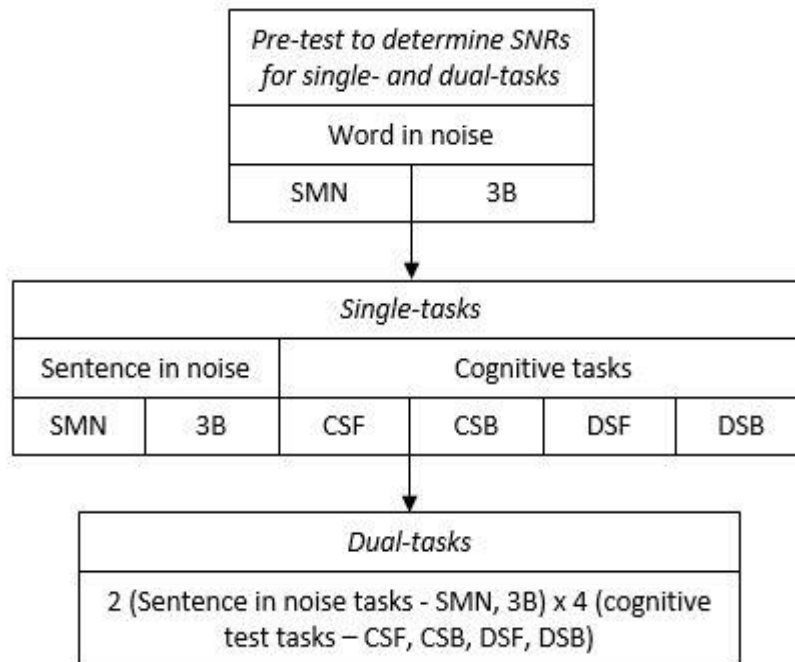 Pre-test to determine SNRs
for single- and dual-tasks
Word in noise
SMN 3B
Single-tasks
Sentence in noise Cognitive tasks
SMN 3B CSF CSB DSF DSB
Dual-tasks
2 (Sentence in noise tasks - SMN, 3B) x 4 (cognitive
test tasks – CSF, CSB, DSF, DSB)